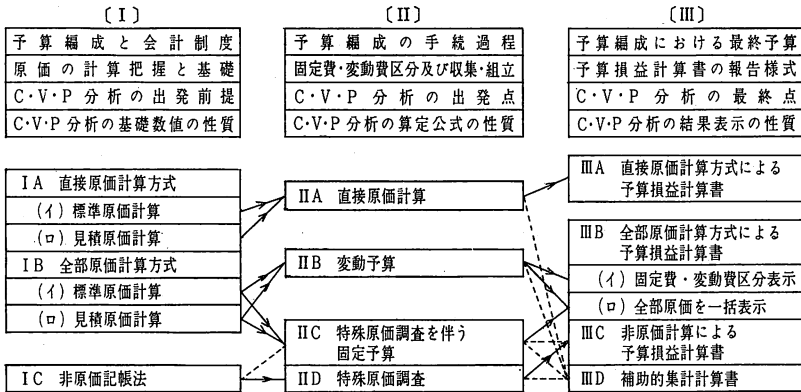 〔Ⅰ〕
予算編成と会計制度
原価の計算把握と基礎
C・V・P 分析の出発前提
C・V・P 分析の基礎数値の性質
ⅠA 直接原価計算方式
(イ) 標準原価計算
(ロ) 見積原価計算
ⅠB 全部原価計算方式
(イ) 標準原価計算
(ロ) 見積原価計算
ⅠC 非原価記帳法
〔Ⅱ〕
予算編成の手続過程
固定費・変動費区分及び収集・組立
C・V・P 分析の出発点
C・V・P 分析の算定公式の性質
ⅡA 直接原価計算
ⅡB 変動予算
ⅡC 特殊原価調査を伴う
固定予算
ⅡD 特殊原価調査
〔Ⅲ〕
予算編成における最終予算
予算損益計算書の報告様式
C・V・P 分析の最終点
C・V・P 分析の結果表示の性質
ⅢA 直接原価計算方式による
予算損益計算書
ⅢB 全部原価計算方式による
予算損益計算書
(イ) 固定費・変動費区分表示
(ロ) 全部原価を一括表示
ⅢC 非原価計算による
予算損益計算書
ⅢD 補助的集計計算書